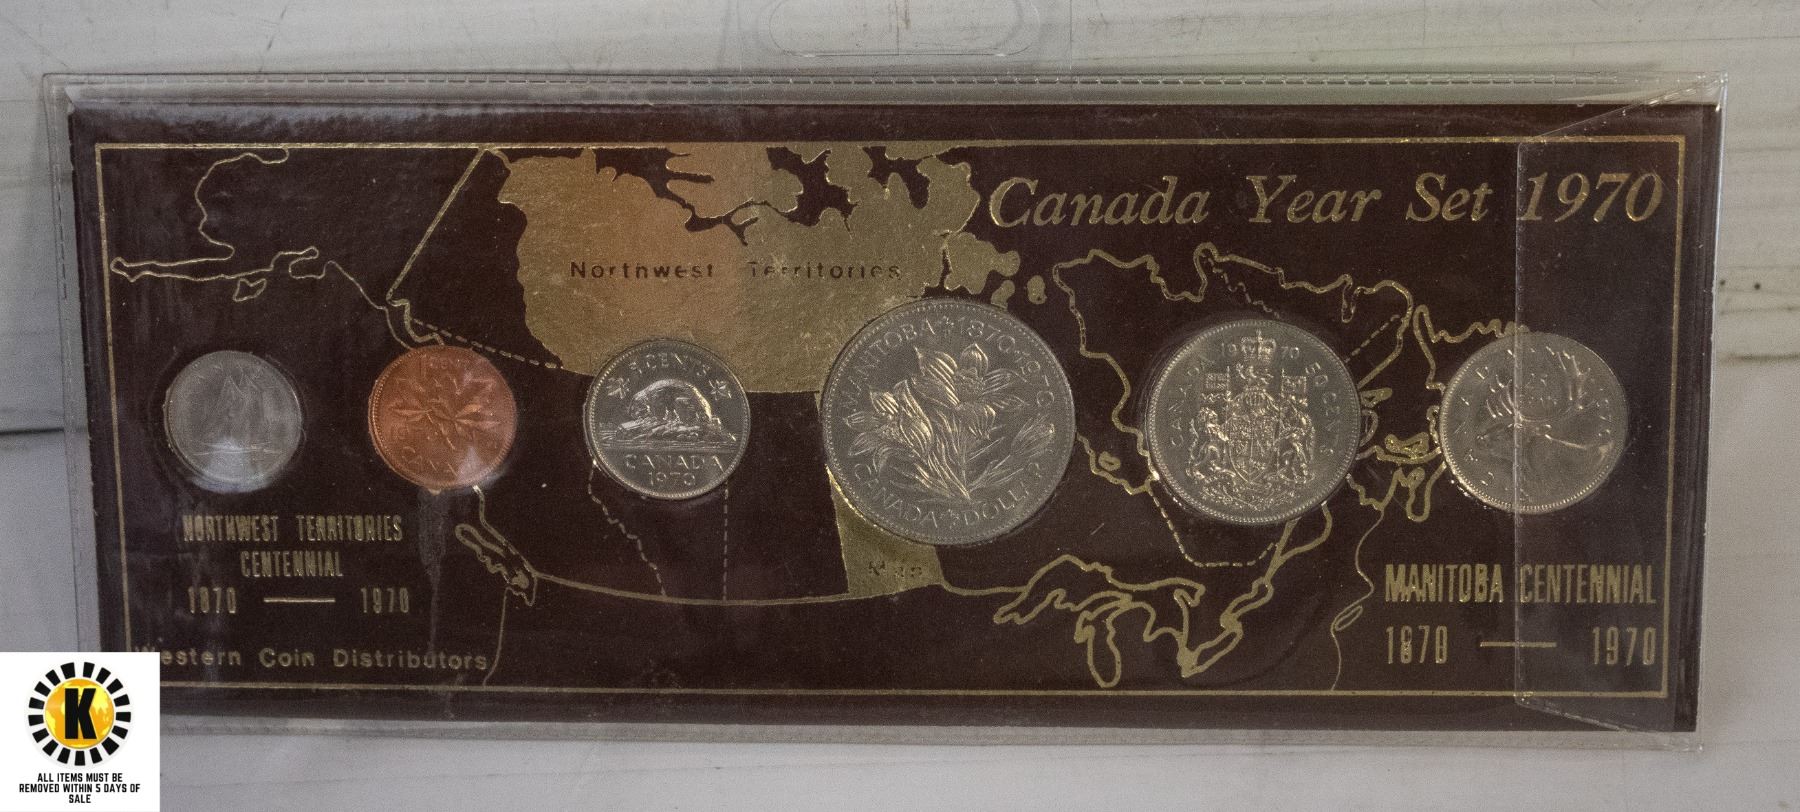 Canada Year Set 1970
Northwest Territories
MANITOBA 1870-1970
CANADA DOLLAR
5 CENTS
CANADA
1970
1970
CANADA
50 CENTS
CANADA
NORTHWEST TERRITORIES
CENTENNIAL
1870 — 1970
MANITOBA CENTENNIAL
1870 — 1970
Western Coin Distributors
K
ALL ITEMS MUST BE
REMOVED WITHIN 5 DAYS OF
SALE